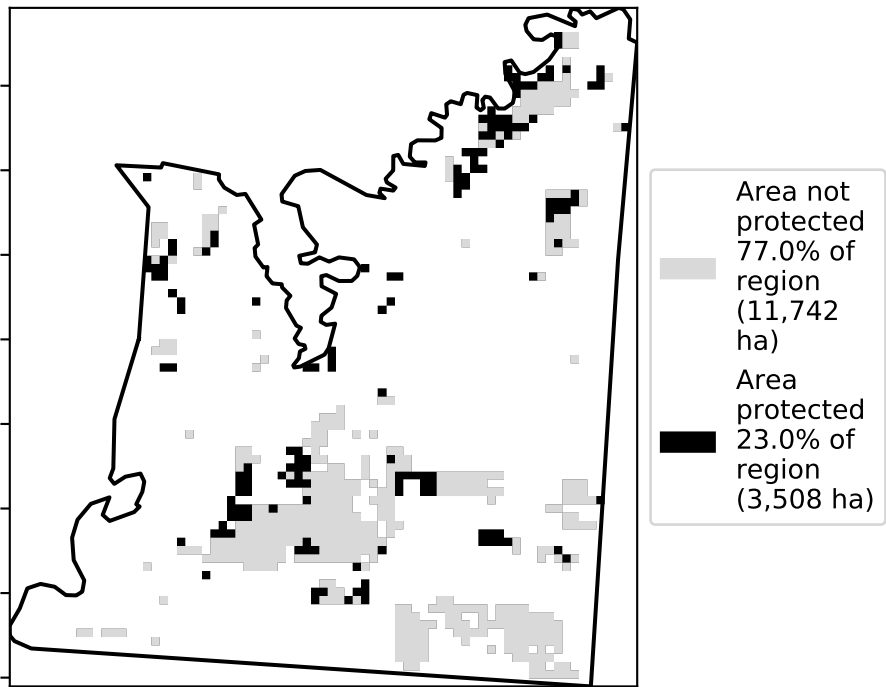 Area not
protected
77.0% of
region
(11,742
ha)
Area
protected
23.0% of
region
(3,508 ha)